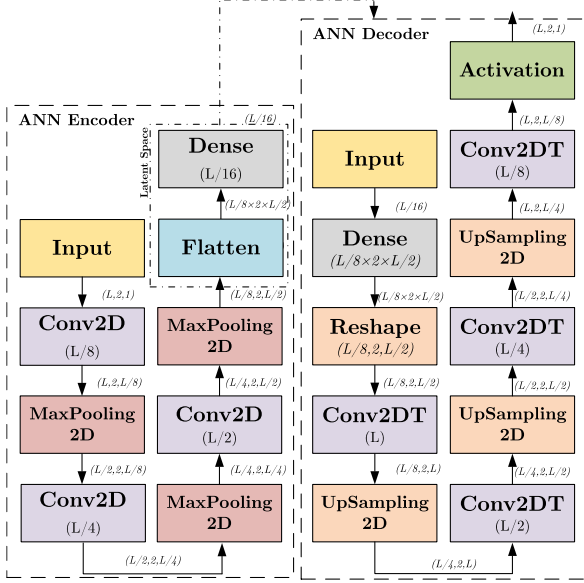 ANN Encoder
Input
(L,2,1)
Conv2D
(L/8)
(L,2,L/8)
MaxPooling
2D
(L/2,2,L/8)
Conv2D
(L/4)
(L/2,2,L/4)
MaxPooling
2D
(L/4,2,L/4)
Conv2D
(L/2)
(L/4,2,L/2)
MaxPooling
2D
(L/8,2,L/2)
Latent Space
Flatten
(L/8×2×L/2)
Dense
(L/16)
(L/16)
ANN Decoder
Input
(L/16)
Dense
(L/8×2×L/2)
(L/8×2×L/2)
Reshape
(L/8,2,L/2)
(L/8,2,L/2)
Conv2DT
(L)
(L/8,2,L)
UpSampling
2D
(L/4,2,L)
Conv2DT
(L/2)
(L/4,2,L/2)
UpSampling
2D
(L/2,2,L/2)
Conv2DT
(L/4)
(L/2,2,L/4)
UpSampling
2D
(L,2,L/4)
Conv2DT
(L/8)
(L,2,L/8)
Activation
(L,2,1)